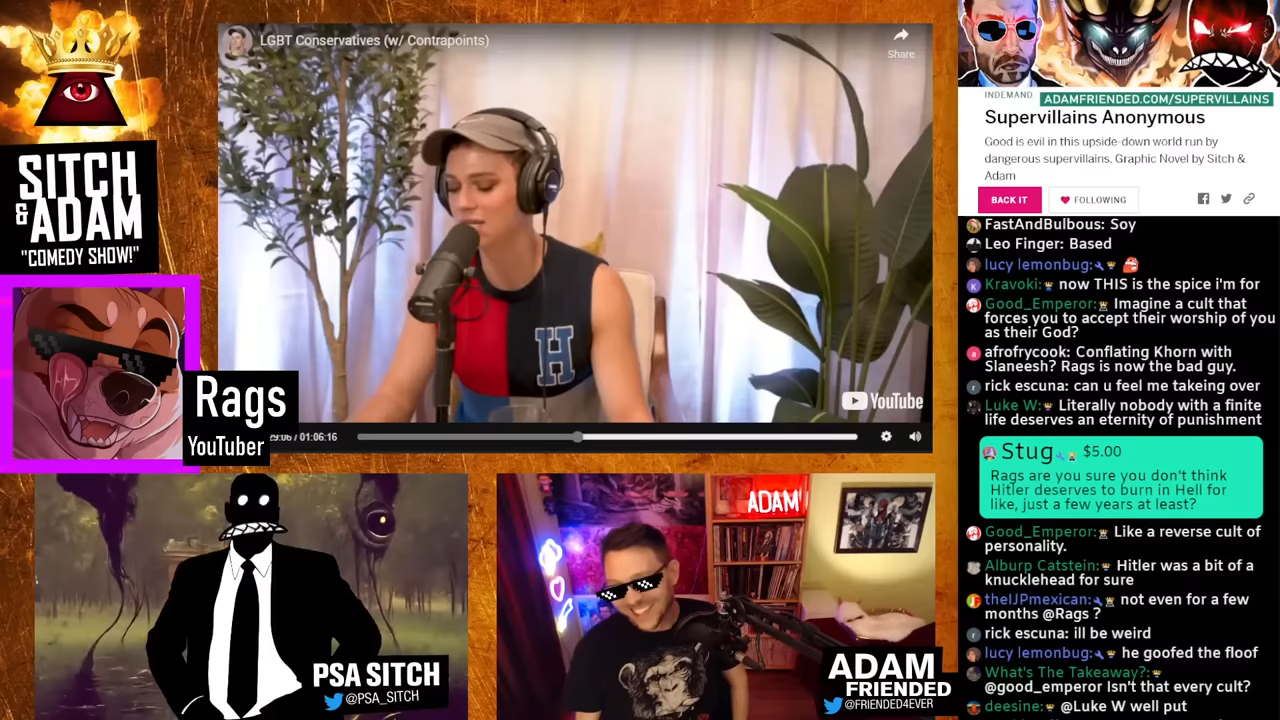 SITCH
& ADAM
"COMEDY SHOW!"
LGBT Conservatives (w/ Contrapoints)
Share
H
YouTube
29:06 / 01:06:16
Rags
YouTuber
PSA SITCH
@PSA_SITCH
ADAM
ADAM
FRIENDED
@FRIENDED4EVER
INDEMAND
ADAMFRIENDED.COM/SUPERVILLAINS
Supervillains Anonymous
Good is evil in this upside-down world run by
dangerous supervillains. Graphic Novel by Sitch &
Adam
BACK IT
FOLLOWING
FastAndBulbous: Soy
Leo Finger: Based
lucy lemonbug:
Kravoki: now THIS is the spice i'm for
Good_Emperor: Imagine a cult that
forces you to accept their worship of you
as their God?
afrofrycook: Conflating Khorn with
Slaneesh? Rags is now the bad guy.
rick escuna: can u feel me takeing over
Luke W: Literally nobody with a finite
life deserves an eternity of punishment
Stug $5.00
Rags are you sure you don't think
Hitler deserves to burn in Hell for
like, just a few years at least?
Good_Emperor: Like a reverse cult of
personality.
Alburp Catstein: Hitler was a bit of a
knucklehead for sure
theIJPmexican: not even for a few
months @Rags ?
rick escuna: ill be weird
lucy lemonbug: he goofed the floof
What's The Takeaway?:
@good_emperor Isn't that every cult?
deesine: @Luke W well put